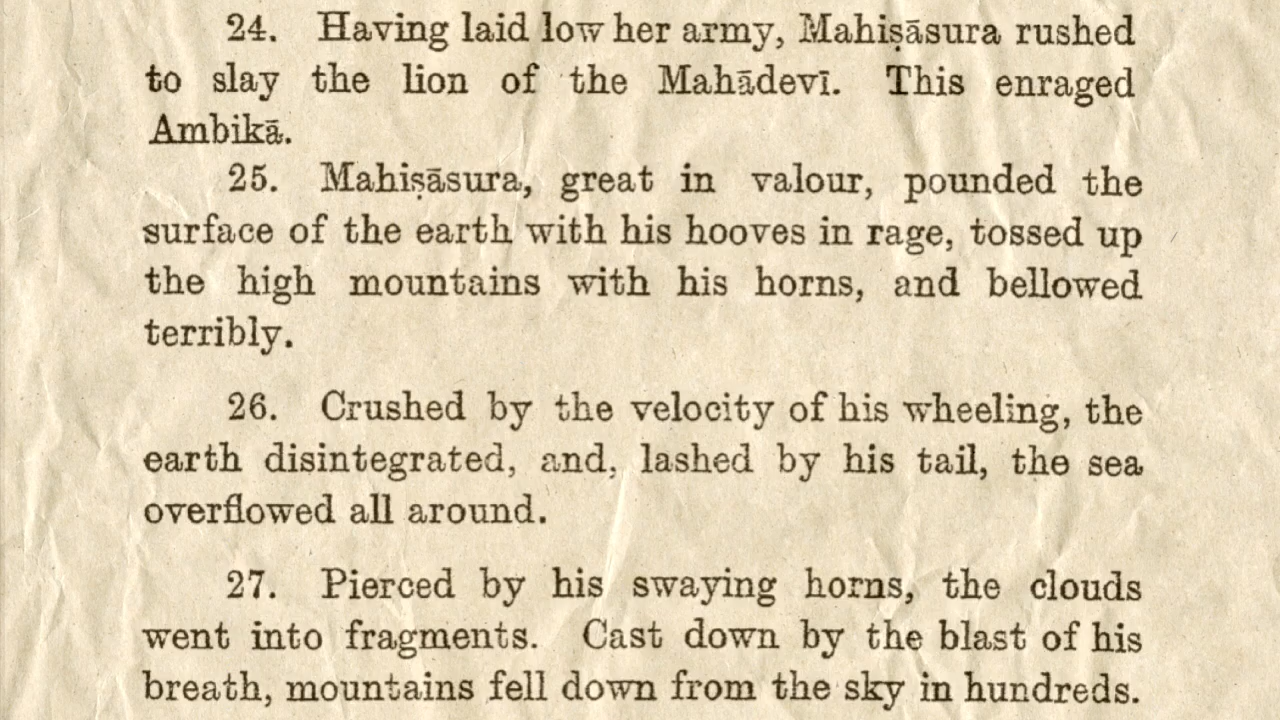 24. Having laid low her army, Mahiṣāsura rushed
to slay the lion of the Mahādevī. This enraged
Ambikā.
25. Mahiṣāsura, great in valour, pounded the
surface of the earth with his hooves in rage, tossed up
the high mountains with his horns, and bellowed
terribly.
26. Crushed by the velocity of his wheeling, the
earth disintegrated, and, lashed by his tail, the sea
overflowed all around.
27. Pierced by his swaying horns, the clouds
went into fragments. Cast down by the blast of his
breath, mountains fell down from the sky in hundreds.